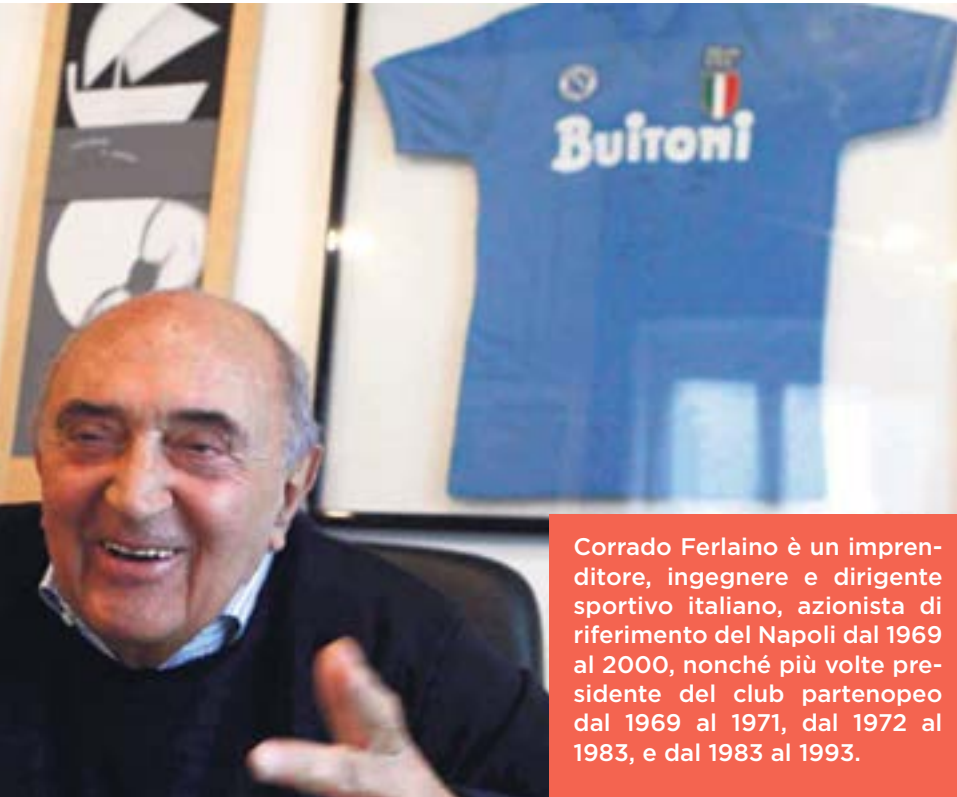 Buitoni
Corrado Ferlaino è un impren-
ditore, ingegnere e dirigente
sportivo italiano, azionista di
riferimento del Napoli dal 1969
al 2000, nonché più volte pre-
sidente del club partenopeo
dal 1969 al 1971, dal 1972 al
1983, e dal 1983 al 1993.